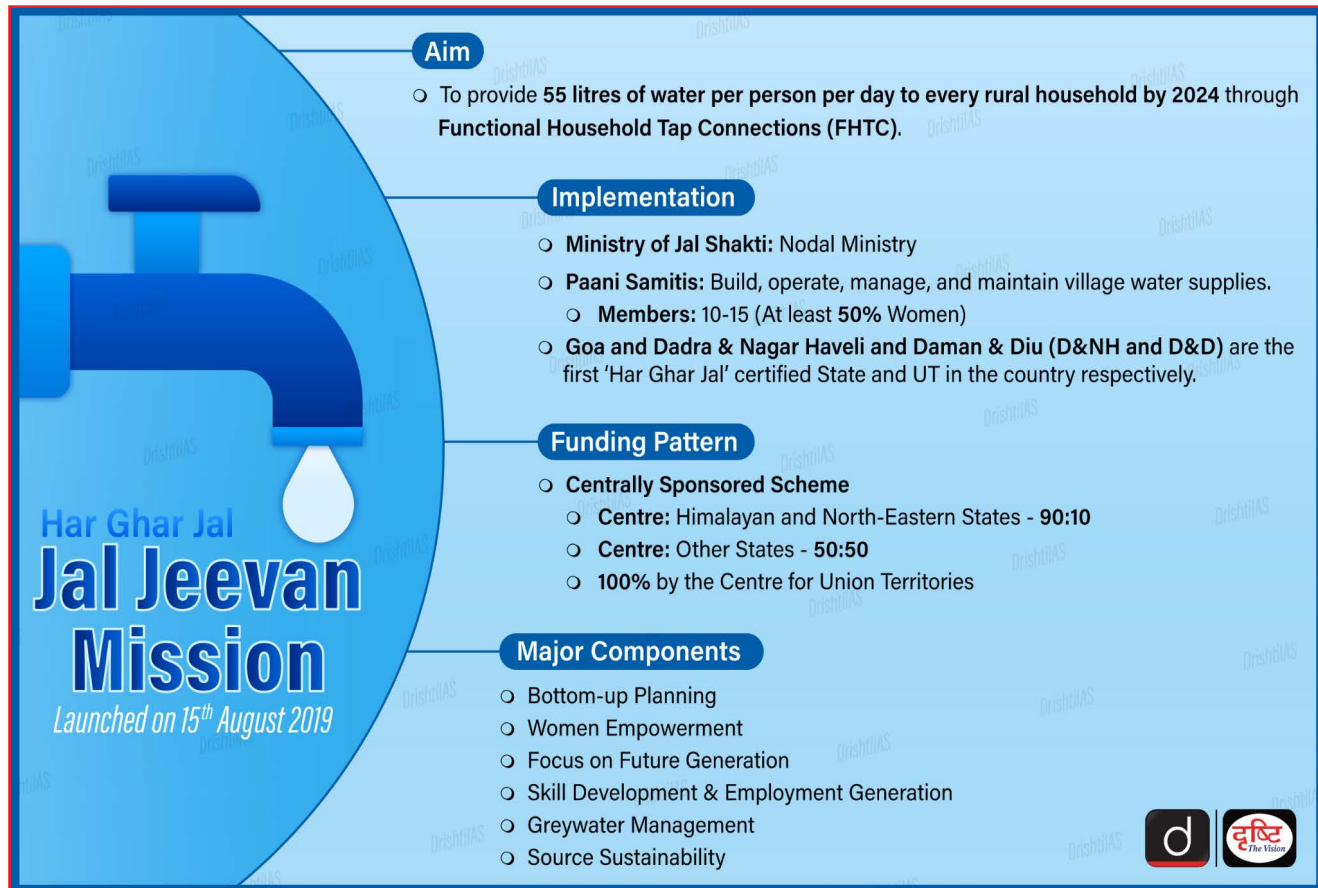 Aim
To provide 55 litres of water per person per day to every rural household by 2024 through
Functional Household Tap Connections (FHTC).
Implementation
Ministry of Jal Shakti: Nodal Ministry
Paani Samitis: Build, operate, manage, and maintain village water supplies.
Members: 10-15 (At least 50% Women)
Goa and Dadra & Nagar Haveli and Daman & Diu (D&NH and D&D) are the
first ‘Har Ghar Jal’ certified State and UT in the country respectively.
Funding Pattern
Centrally Sponsored Scheme
Centre: Himalayan and North-Eastern States - 90:10
Centre: Other States - 50:50
100% by the Centre for Union Territories
Har Ghar Jal
Jal Jeevan
Mission
Launched on 15th August 2019
Major Components
Bottom-up Planning
Women Empowerment
Focus on Future Generation
Skill Development & Employment Generation
Greywater Management
Source Sustainability
d
दृष्टि
The Vision
DrishtiIAS